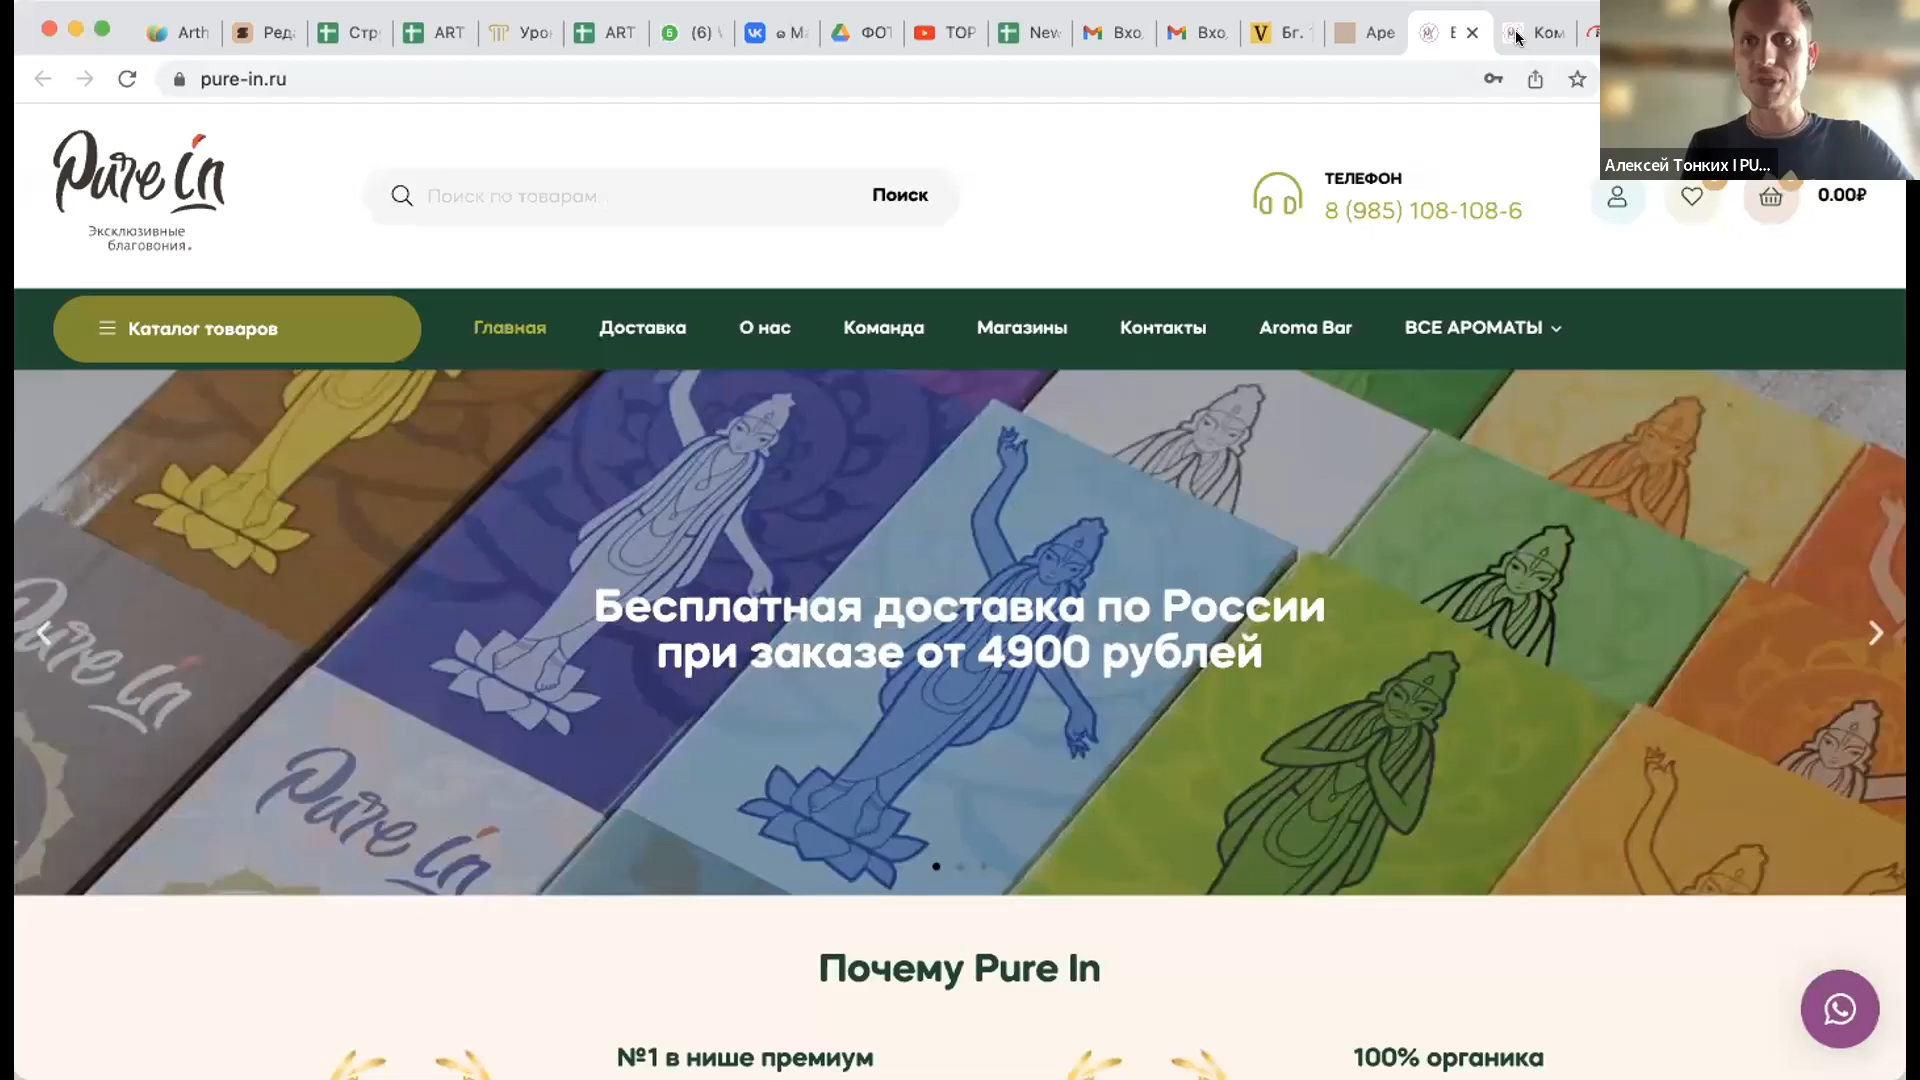 Arth
Ред
Стр
ART
Уро
ART
(6)
Вхо
Вхо
Бг.
Аре
Ком
pure-in.ru
Алексей Тонких I PU...
Pure in
Эксклюзивные
благовония.
Поиск по товарам...
Поиск
ТЕЛЕФОН
8 (985) 108-108-6
0.00₽
Каталог товаров
Главная
Доставка
О нас
Команда
Магазины
Контакты
Aroma Bar
ВСЕ АРОМАТЫ
Бесплатная доставка по России
при заказе от 4900 рублей
Pure in
Pure in
Почему Pure In
№1 в нише премиум
100% органика